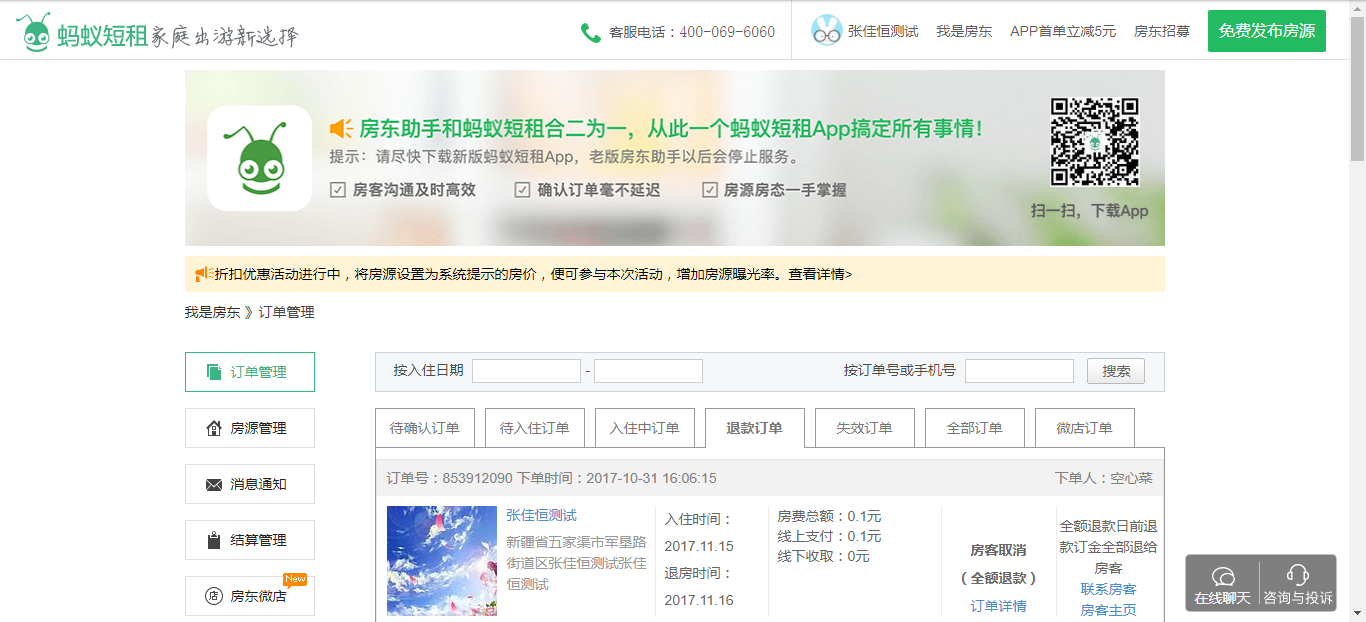 蚂蚁短租家庭出游新选择
客服电话：400-069-6060
张佳恒测试
我是房东
APP首单立减5元
房东招募
免费发布房源
房东助手和蚂蚁短租合二为一，从此一个蚂蚁短租App搞定所有事情！
提示：请尽快下载新版蚂蚁短租App，老版房东助手以后会停止服务。
房客沟通及时高效
确认订单毫不延迟
房源房态一手掌握
扫一扫，下载App
折扣优惠活动进行中，将房源设置为系统提示的房价，便可参与本次活动，增加房源曝光率。查看详情>
我是房东 》订单管理
订单管理
房源管理
消息通知
结算管理
店 房东微店
New
按入住日期 -
按订单号或手机号
搜索
待确认订单
待入住订单
入住中订单
退款订单
失效订单
全部订单
微店订单
订单号：853912090 下单时间：2017-10-31 16:06:15
下单人：空心菜
张佳恒测试
新疆省五家渠市军垦路
街道区张佳恒测试张佳
恒测试
入住时间：
2017.11.15
退房时间：
2017.11.16
房费总额：0.1元
线上支付：0.1元
线下收取：0元
房客取消
（全额退款）
订单详情
全额退款日前退
款订金全部退给
房客
联系房客
房客主页
在线聊天
咨询与投诉